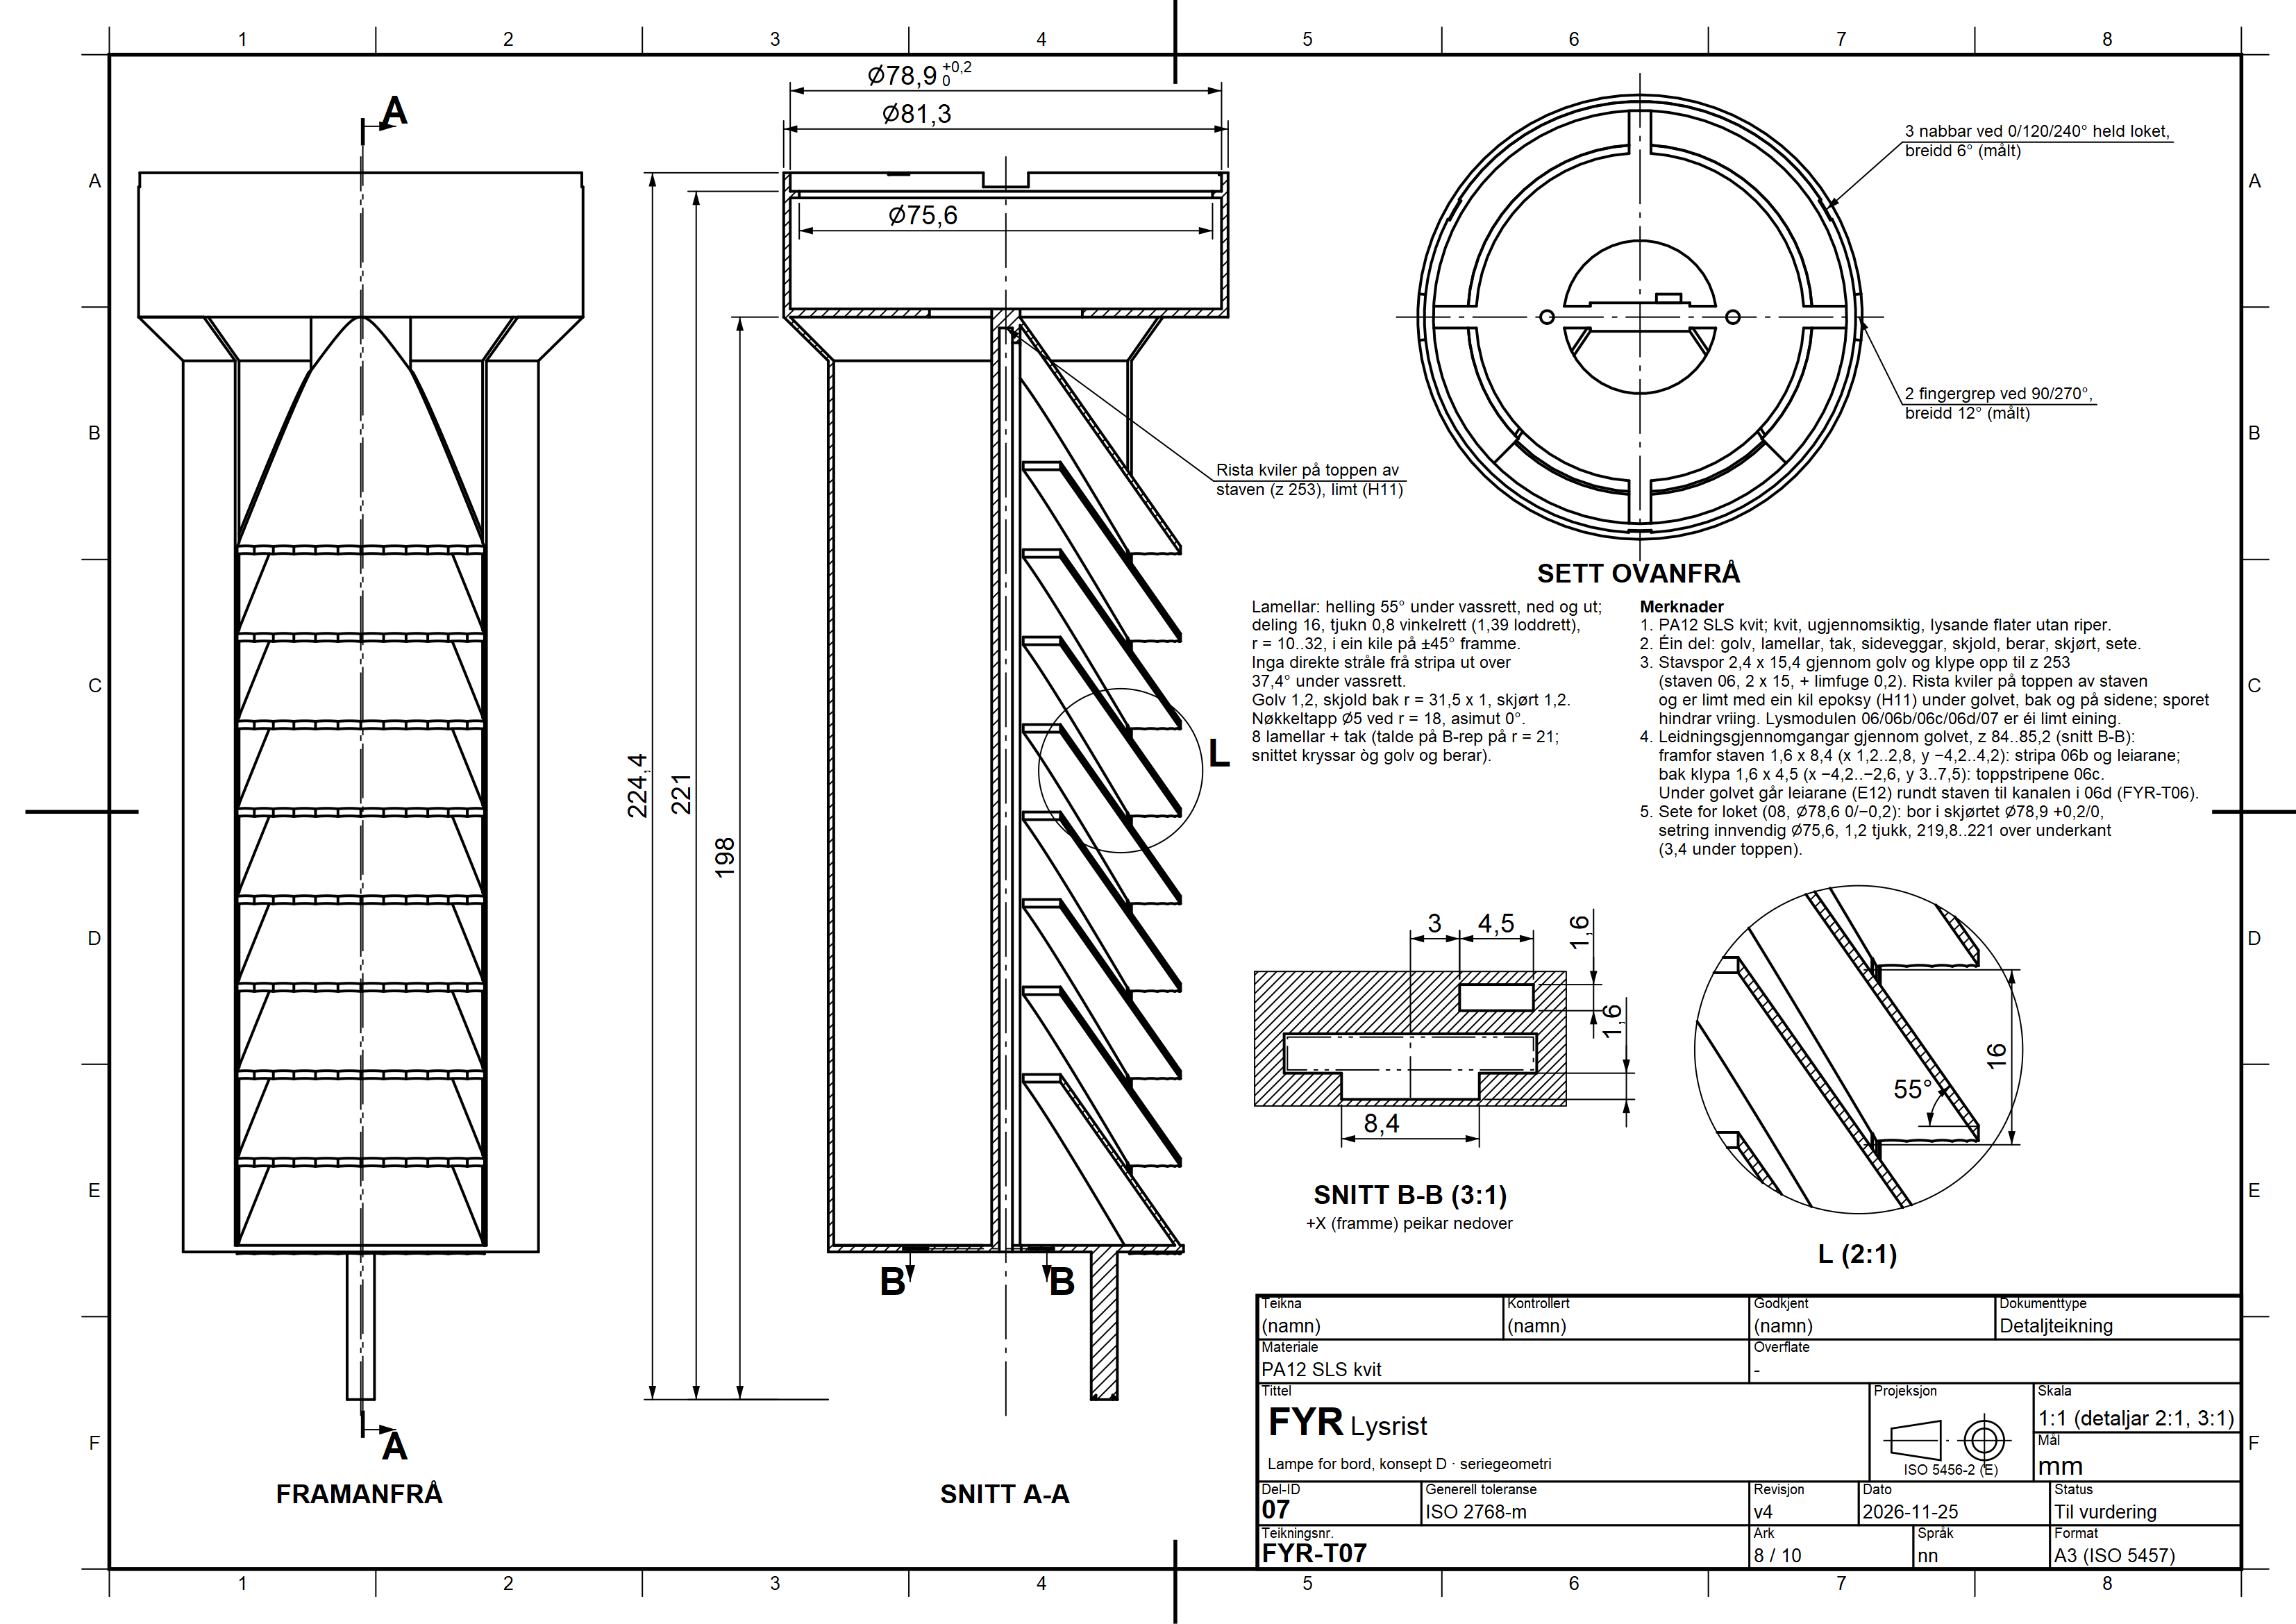 1 2 3 4 5 6 7 8
A
B
C
D
E
F
A
B
C
D
E
F
A
A
FRAMANFRÅ
Ø78,9 +0,2 0
Ø81,3
Ø75,6
224,4
221
198
Rista kviler på toppen av
staven (z 253), limt (H11)
L
B B
SNITT A-A
3 nabbar ved 0/120/240° held loket,
breidd 6° (målt)
2 fingergrep ved 90/270°,
breidd 12° (målt)
SETT OVANFRÅ
Lamellar: helling 55° under vassrett, ned og ut;
deling 16, tjukn 0,8 vinkelrett (1,39 loddrett),
r = 10..32, i ein kile på ±45° framme.
Inga direkte stråle frå stripa ut over
37,4° under vassrett.
Golv 1,2, skjold bak r = 31,5 x 1, skjørt 1,2.
Nøkkeltapp Ø5 ved r = 18, asimut 0°.
8 lamellar + tak (talde på B-rep på r = 21;
snittet kryssar òg golv og berar).
Merknader
1. PA12 SLS kvit; kvit, ugjennomsiktig, lysande flater utan riper.
2. Éin del: golv, lamellar, tak, sideveggar, skjold, berar, skjørt, sete.
3. Stavspor 2,4 x 15,4 gjennom golv og klype opp til z 253
(staven 06, 2 x 15, + limfuge 0,2). Rista kviler på toppen av staven
og er limt med ein kil epoksy (H11) under golvet, bak og på sidene; sporet
hindrar vriing. Lysmodulen 06/06b/06c/06d/07 er éi limt eining.
4. Leidningsgjennomgangar gjennom golvet, z 84..85,2 (snitt B-B):
framfor staven 1,6 x 8,4 (x 1,2..2,8, y −4,2..4,2): stripa 06b og leiarane;
bak klypa 1,6 x 4,5 (x −4,2..−2,6, y 3..7,5): toppstripene 06c.
Under golvet går leiarane (E12) rundt staven til kanalen i 06d (FYR-T06).
5. Sete for loket (08, Ø78,6 0/−0,2): bor i skjørtet Ø78,9 +0,2/0,
setring innvendig Ø75,6, 1,2 tjukk, 219,8..221 over underkant
(3,4 under toppen).
3 4,5 1,6
1,6
8,4
SNITT B-B (3:1)
+X (framme) peikar nedover
16
55°
L (2:1)
Teikna Kontrollert Godkjent Dokumenttype
(namn) (namn) (namn) Detaljteikning
Materiale Overflate
PA12 SLS kvit -
Tittel Projeksjon Skala
FYR Lysrist
1:1 (detaljar 2:1, 3:1)
Mål
Lampe for bord, konsept D · seriegeometri ISO 5456-2 (E) mm
Del-ID Generell toleranse Revisjon Dato Status
07 ISO 2768-m v4 2026-11-25 Til vurdering
Teikningsnr. Ark Språk Format
FYR-T07 8 / 10 nn A3 (ISO 5457)
1 2 3 4 5 6 7 8